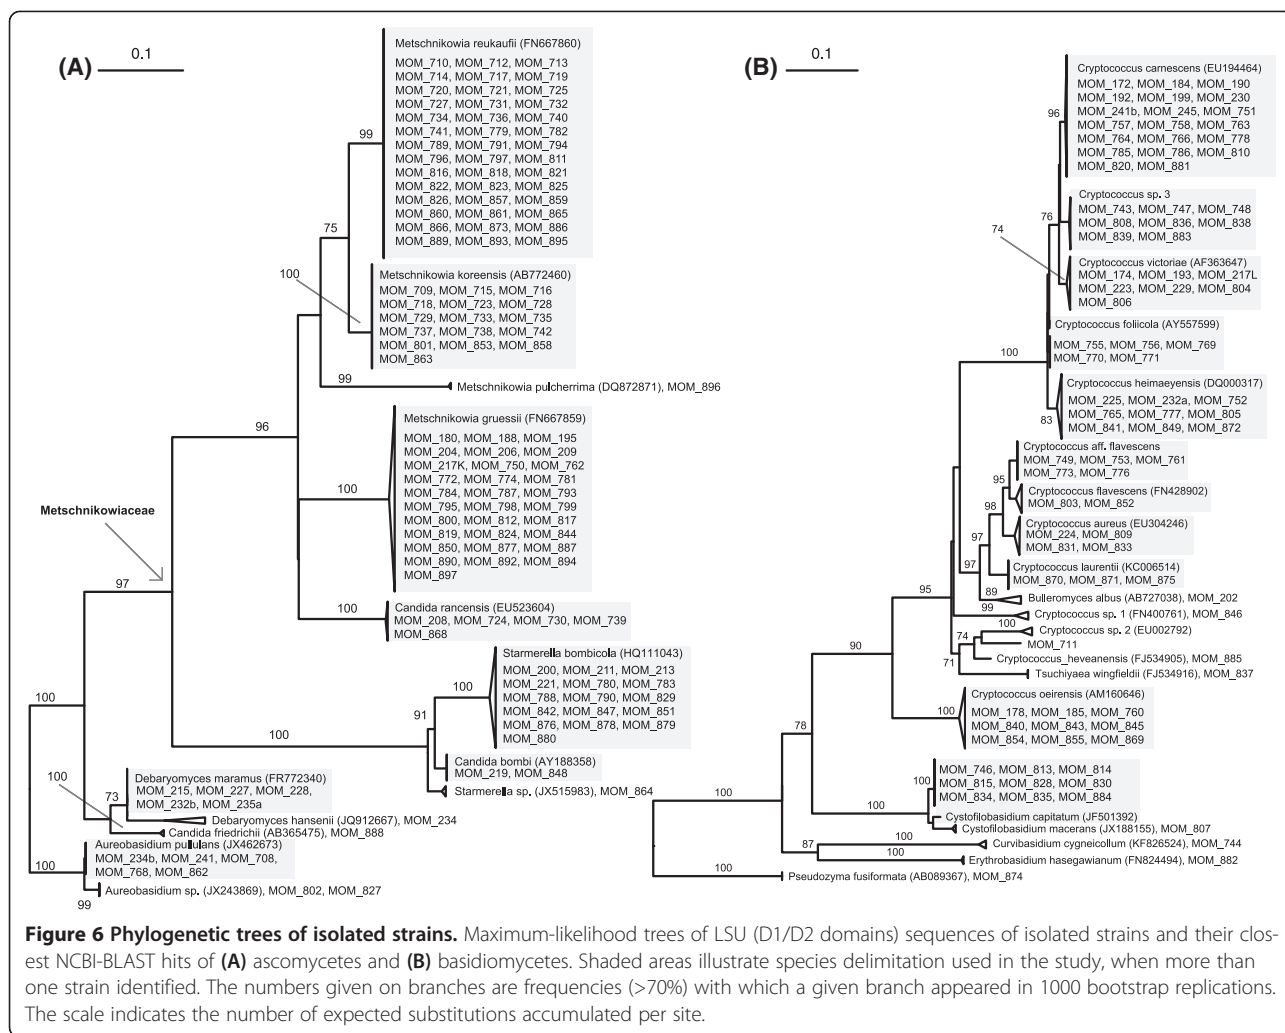 (A)
0.1
Metschnikowia reukaufii (FN667860)
MOM_710, MOM_712, MOM_713
MOM_714, MOM_717, MOM_719
MOM_720, MOM_721, MOM_725
MOM_727, MOM_731, MOM_732
MOM_734, MOM_736, MOM_740
MOM_741, MOM_779, MOM_782
MOM_789, MOM_791, MOM_794
MOM_796, MOM_797, MOM_811
MOM_816, MOM_818, MOM_821
MOM_822, MOM_823, MOM_825
MOM_826, MOM_857, MOM_859
MOM_860, MOM_861, MOM_865
MOM_866, MOM_873, MOM_886
MOM_889, MOM_893, MOM_895
99
75
100
Metschnikowia koreensis (AB772460)
MOM_709, MOM_715, MOM_716
MOM_718, MOM_723, MOM_728
MOM_729, MOM_733, MOM_735
MOM_737, MOM_738, MOM_742
MOM_801, MOM_853, MOM_858
MOM_863
99
Metschnikowia pulcherrima (DQ872871), MOM_896
96
Metschnikowia gruessii (FN667859)
MOM_180, MOM_188, MOM_195
MOM_204, MOM_206, MOM_209
MOM_217K, MOM_750, MOM_762
MOM_772, MOM_774, MOM_781
MOM_784, MOM_787, MOM_793
MOM_795, MOM_798, MOM_799
MOM_800, MOM_812, MOM_817
MOM_819, MOM_824, MOM_844
MOM_850, MOM_877, MOM_887
MOM_890, MOM_892, MOM_894
MOM_897
100
Metschnikowiaceae
97
100
Candida rancensis (EU523604)
MOM_208, MOM_724, MOM_730, MOM_739
MOM_868
Starmerella bombicola (HQ111043)
MOM_200, MOM_211, MOM_213
MOM_221, MOM_780, MOM_783
MOM_788, MOM_790, MOM_829
MOM_842, MOM_847, MOM_851
MOM_876, MOM_878, MOM_879
MOM_880
100
91
100
Candida bombi (AY188358)
MOM_219, MOM_848
Starmerella sp. (JX515983), MOM_864
100
100
Debaryomyces maramus (FR772340)
MOM_215, MOM_227, MOM_228,
MOM_232b, MOM_235a
73
Debaryomyces hansenii (JQ912667), MOM_234
Candida friedrichii (AB365475), MOM_888
Aureobasidium pullulans (JX462673)
MOM_234b, MOM_241, MOM_708,
MOM_768, MOM_862
100
Aureobasidium sp. (JX243869), MOM_802, MOM_827
99
(B)
0.1
Cryptococcus carnescens (EU194464)
MOM_172, MOM_184, MOM_190
MOM_192, MOM_199, MOM_230
MOM_241b, MOM_245, MOM_751
MOM_757, MOM_758, MOM_763
MOM_764, MOM_766, MOM_778
MOM_785, MOM_786, MOM_810
MOM_820, MOM_881
96
Cryptococcus sp. 3
MOM_743, MOM_747, MOM_748
MOM_808, MOM_836, MOM_838
MOM_839, MOM_883
76
74
Cryptococcus victoriae (AF363647)
MOM_174, MOM_193, MOM_217L
MOM_223, MOM_229, MOM_804
MOM_806
Cryptococcus foliicola (AY557599)
MOM_755, MOM_756, MOM_769
MOM_770, MOM_771
100
Cryptococcus heimaeyensis (DQ000317)
MOM_225, MOM_232a, MOM_752
MOM_765, MOM_777, MOM_805
MOM_841, MOM_849, MOM_872
83
Cryptococcus aff. flavescens
MOM_749, MOM_753, MOM_761
MOM_773, MOM_776
95
Cryptococcus flavescens (FN428902)
MOM_803, MOM_852
98
Cryptococcus aureus (EU304246)
MOM_224, MOM_809
MOM_831, MOM_833
97
Cryptococcus laurentii (KC006514)
MOM_870, MOM_871, MOM_875
97
89
Bulleromyces albus (AB727038), MOM_202
95
99
Cryptococcus sp. 1 (FN400761), MOM_846
100
Cryptococcus sp. 2 (EU002792)
MOM_711
74
Cryptococcus_heveanensis (FJ534905), MOM_885
71
Tsuchiyaea wingfieldii (FJ534916), MOM_837
90
Cryptococcus oeirensis (AM160646)
MOM_178, MOM_185, MOM_760
MOM_840, MOM_843, MOM_845
MOM_854, MOM_855, MOM_869
100
78
MOM_746, MOM_813, MOM_814
MOM_815, MOM_828, MOM_830
MOM_834, MOM_835, MOM_884
100
Cystofilobasidium capitatum (JF501392)
Cystofilobasidium macerans (JX188155), MOM_807
100
87
Curvibasidium cygneicollum (KF826524), MOM_744
100
Erythrobasidium hasegawianum (FN824494), MOM_882
100
Pseudozyma fusiformata (AB089367), MOM_874
Figure 6 Phylogenetic trees of isolated strains. Maximum-likelihood trees of LSU (D1/D2 domains) sequences of isolated strains and their clos-
est NCBI-BLAST hits of (A) ascomycetes and (B) basidiomycetes. Shaded areas illustrate species delimitation used in the study, when more than
one strain identified. The numbers given on branches are frequencies (>70%) with which a given branch appeared in 1000 bootstrap replications.
The scale indicates the number of expected substitutions accumulated per site.